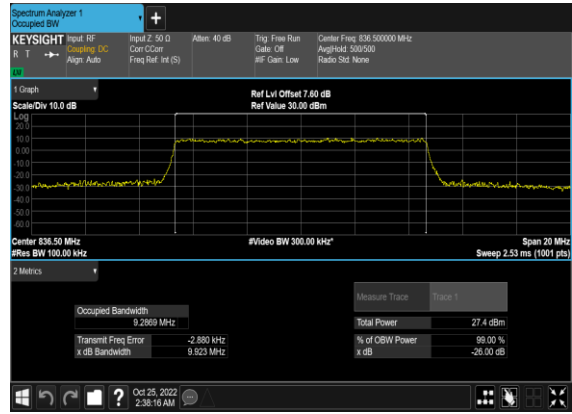 Spectrum Analyzer 1
Occupied BW
+
KEYSIGHT Input: RF Input Z: 50 Ω Atten: 40 dB Trig: Free Run Center Freq: 836.500000 MHz
R T Coupling: DC Corr CCorr Gate: Off Avg|Hold: 500/500
Align: Auto Freq Ref: Int (S) #IF Gain: Low Radio Std: None
1 Graph
Ref Lvl Offset 7.60 dB
Scale/Div 10.0 dB Ref Value 30.00 dBm
Log
20.0
10.0
0.00
-10.0
-20.0
-30.0
-40.0
-50.0
-60.0
Center 836.50 MHz #Video BW 300.00 kHz* Span 20 MHz
#Res BW 100.00 kHz Sweep 2.53 ms (1001 pts)
2 Metrics
Measure Trace Trace 1
Occupied Bandwidth
9.2869 MHz Total Power 27.4 dBm
Transmit Freq Error -2.880 kHz % of OBW Power 99.00 %
x dB Bandwidth 9.923 MHz x dB -26.00 dB
? Oct 25, 2022
2:38:16 AM